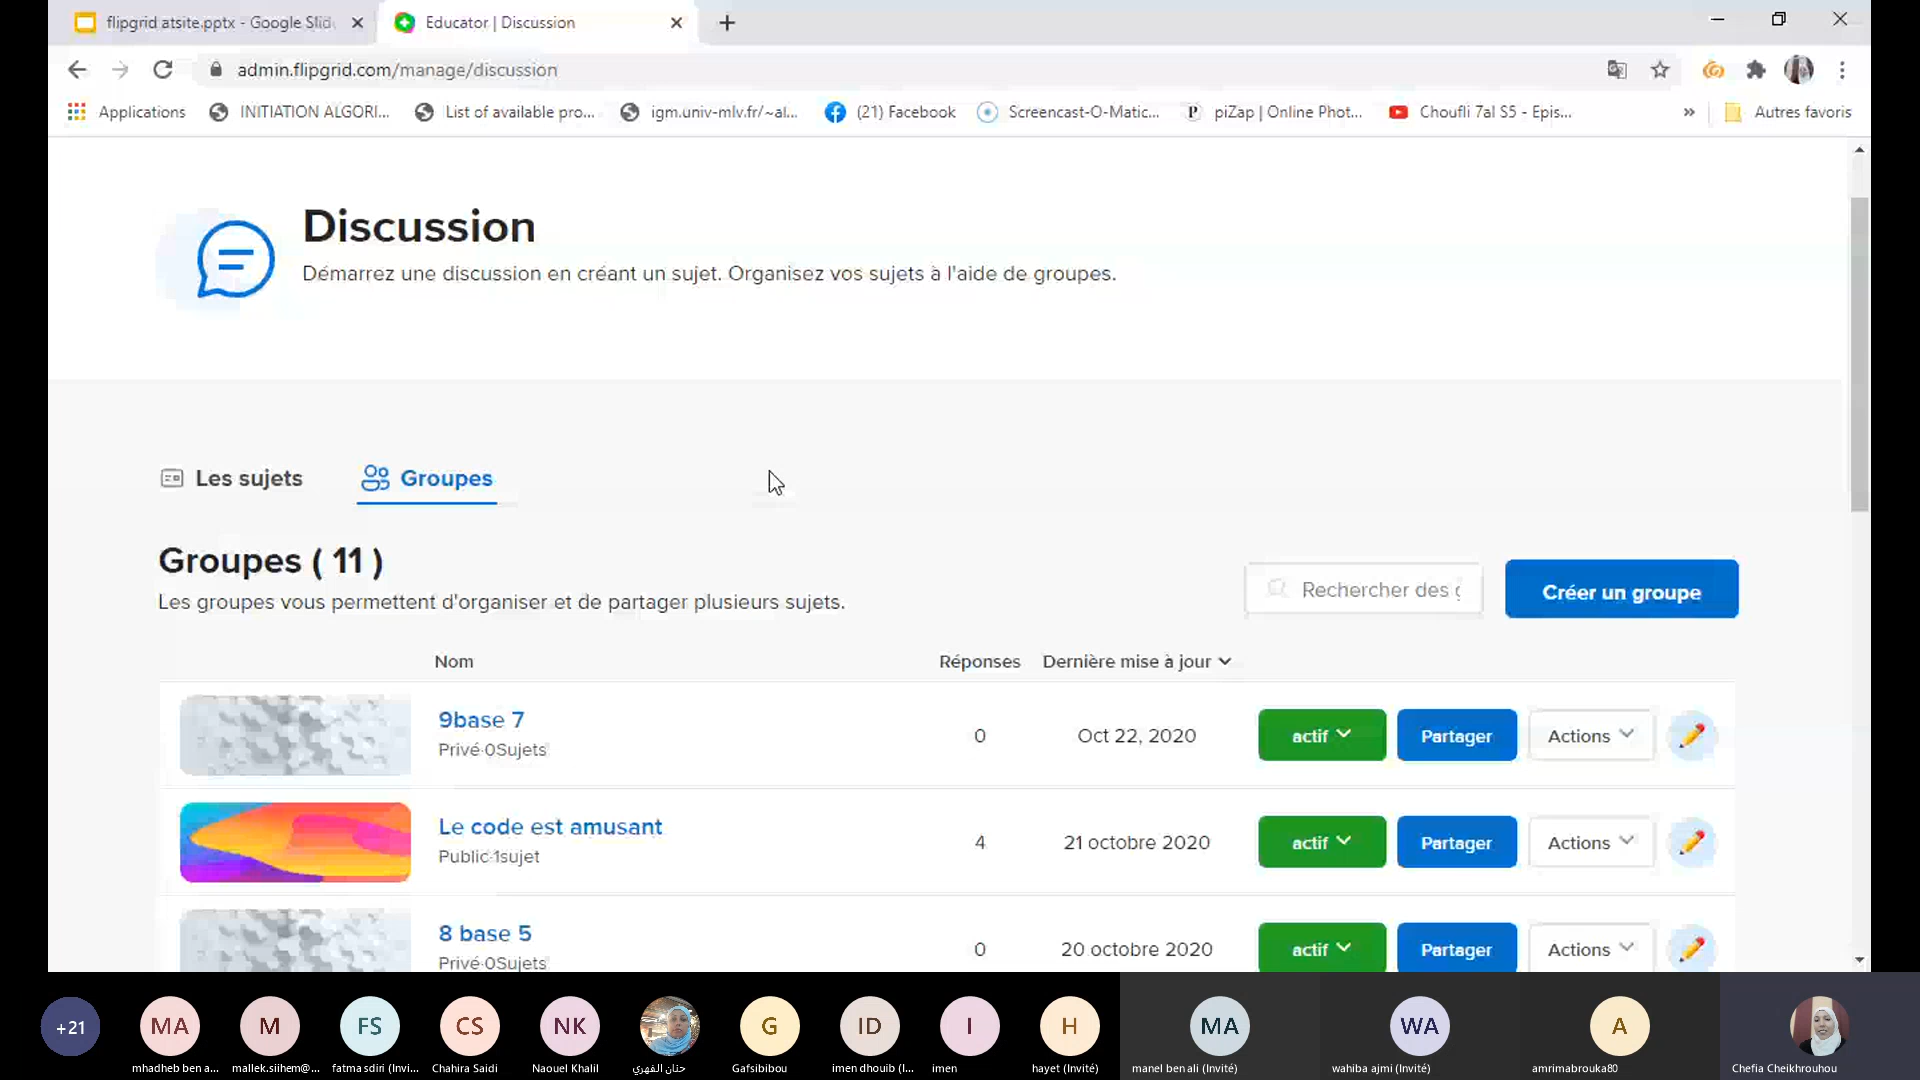 flipgrid atsite.pptx - Google Slid
Educator | Discussion
admin.flipgrid.com/manage/discussion
Applications
INITIATION ALGORI...
List of available pro...
igm.univ-mlv.fr/~al...
(21) Facebook
Screencast-O-Matic...
piZap | Online Phot...
Choufli 7al S5 - Epis...
»
Autres favoris
Discussion
Démarrez une discussion en créant un sujet. Organisez vos sujets à l'aide de groupes.
Les sujets
Groupes
Groupes ( 11 )
Les groupes vous permettent d'organiser et de partager plusieurs sujets.
Rechercher des
Créer un groupe
Nom Réponses Dernière mise à jour
9base 7
Privé·0Sujets
0 Oct 22, 2020 actif Partager Actions
Le code est amusant
Public·1sujet
4 21 octobre 2020 actif Partager Actions
8 base 5
Privé·0Sujets
0 20 octobre 2020 actif Partager Actions
+21
MA
mhadheb ben a...
M
mallek.siihem@...
FS
fatma sdiri (Invi...
CS
Chahira Saidi
NK
Naouel Khalil
حنان الفهري
G
Gafsibibou
ID
imen dhouib (I...
I
imen
H
hayet (Invité)
MA
manel ben ali (Invité)
WA
wahiba ajmi (Invité)
A
amrimabrouka80
Chefia Cheikhrouhou